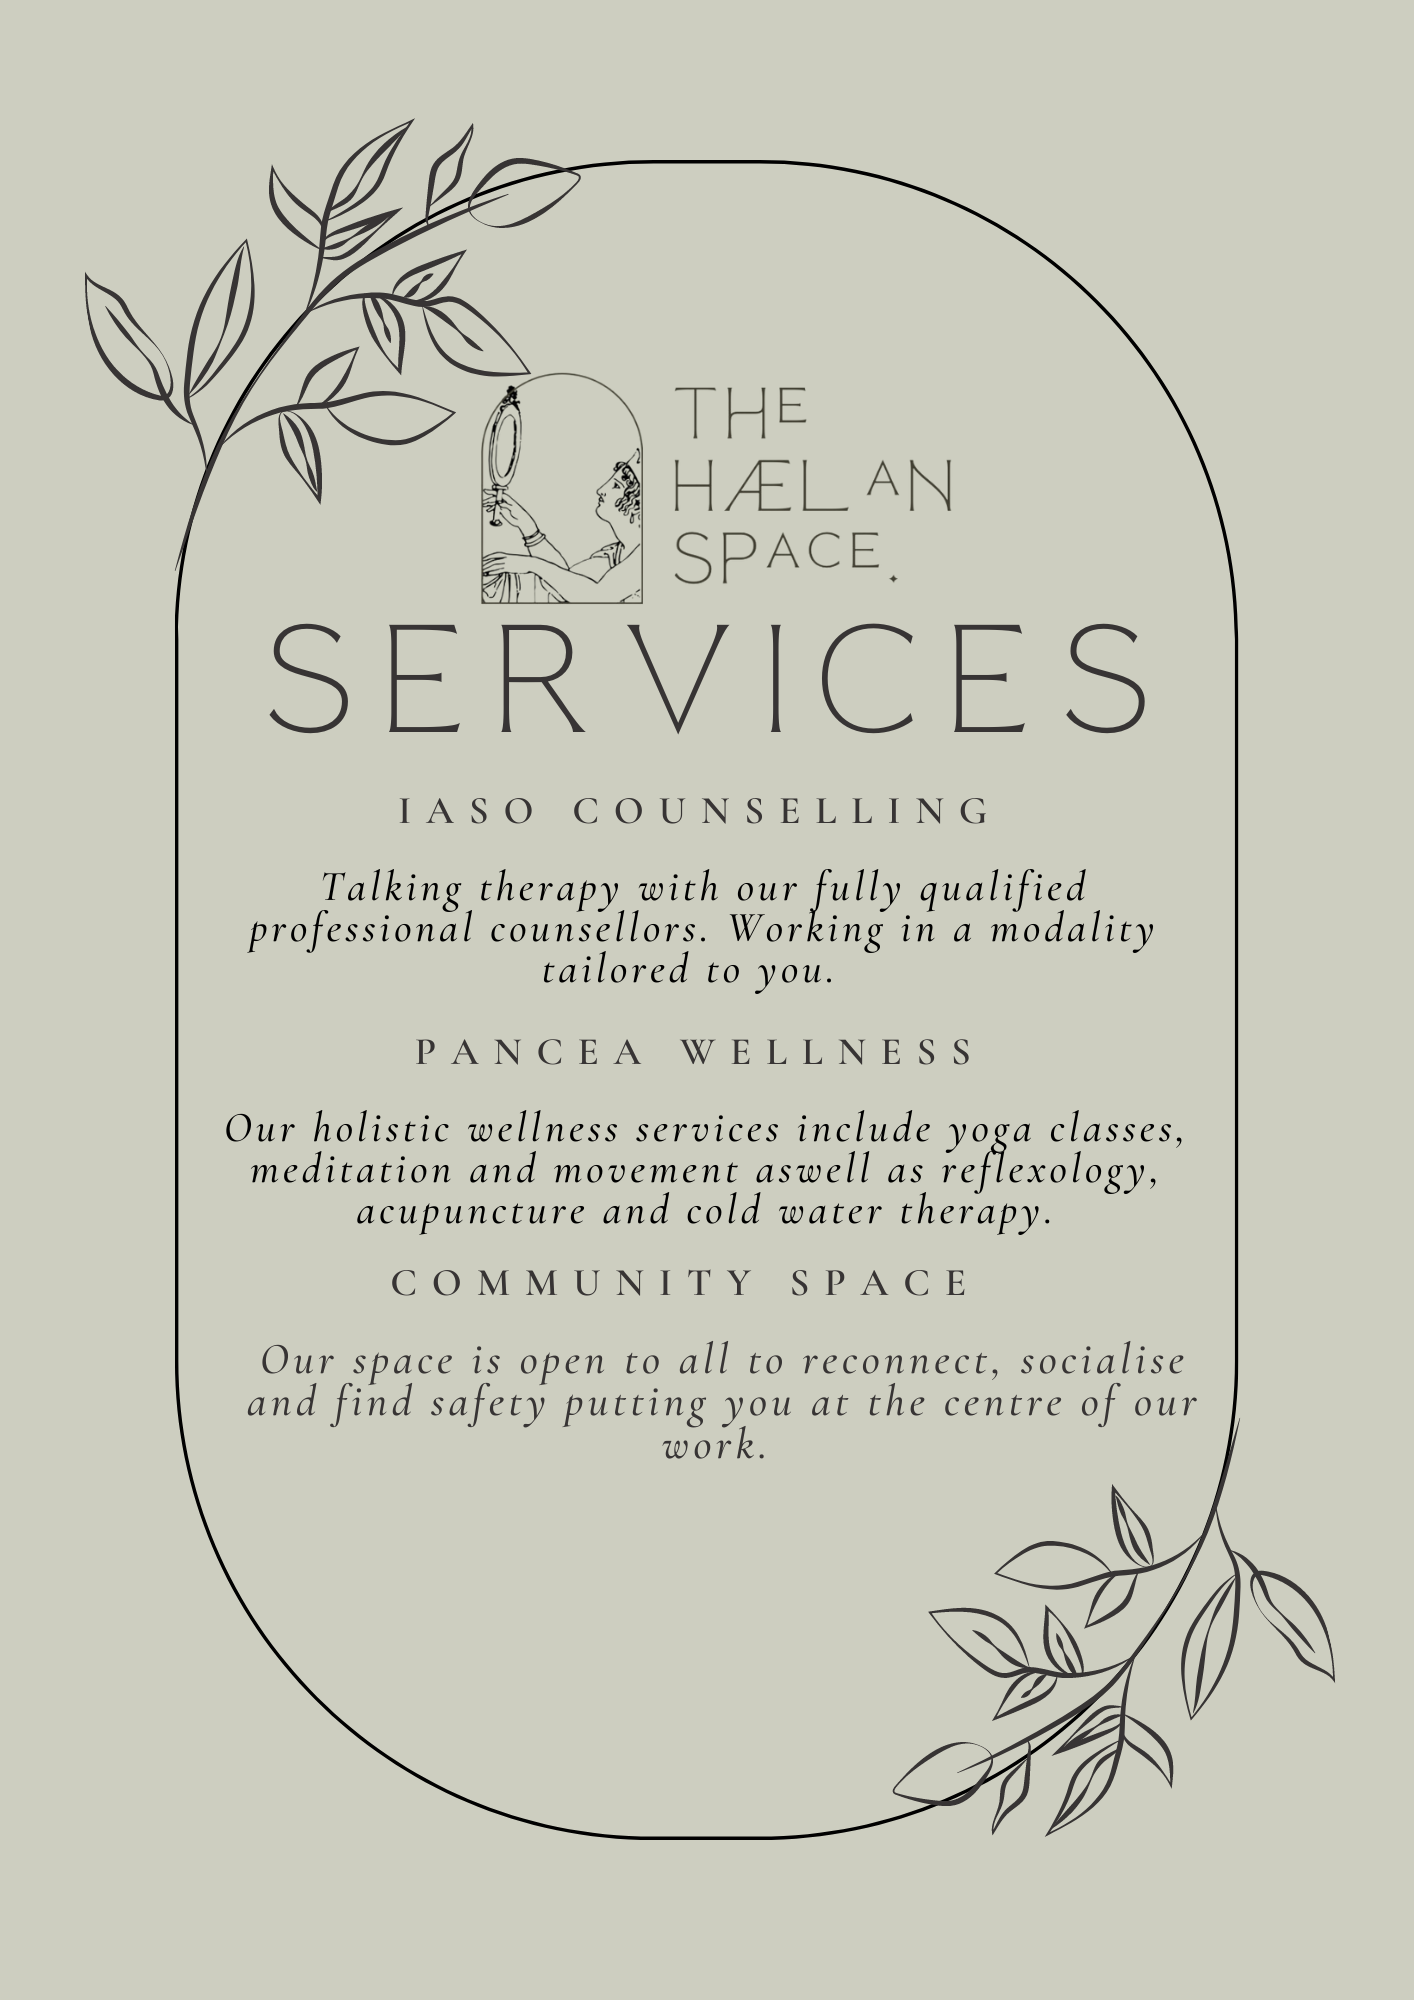 THE
HÆLAN
SPACE.
SERVICES
IASO COUNSELLING
Talking therapy with our fully qualified
professional counsellors. Working in a modality
tailored to you.
PANCEA WELLNESS
Our holistic wellness services include yoga classes,
meditation and movement aswell as reflexology,
acupuncture and cold water therapy.
COMMUNITY SPACE
Our space is open to all to reconnect, socialise
and find safety putting you at the centre of our
work.